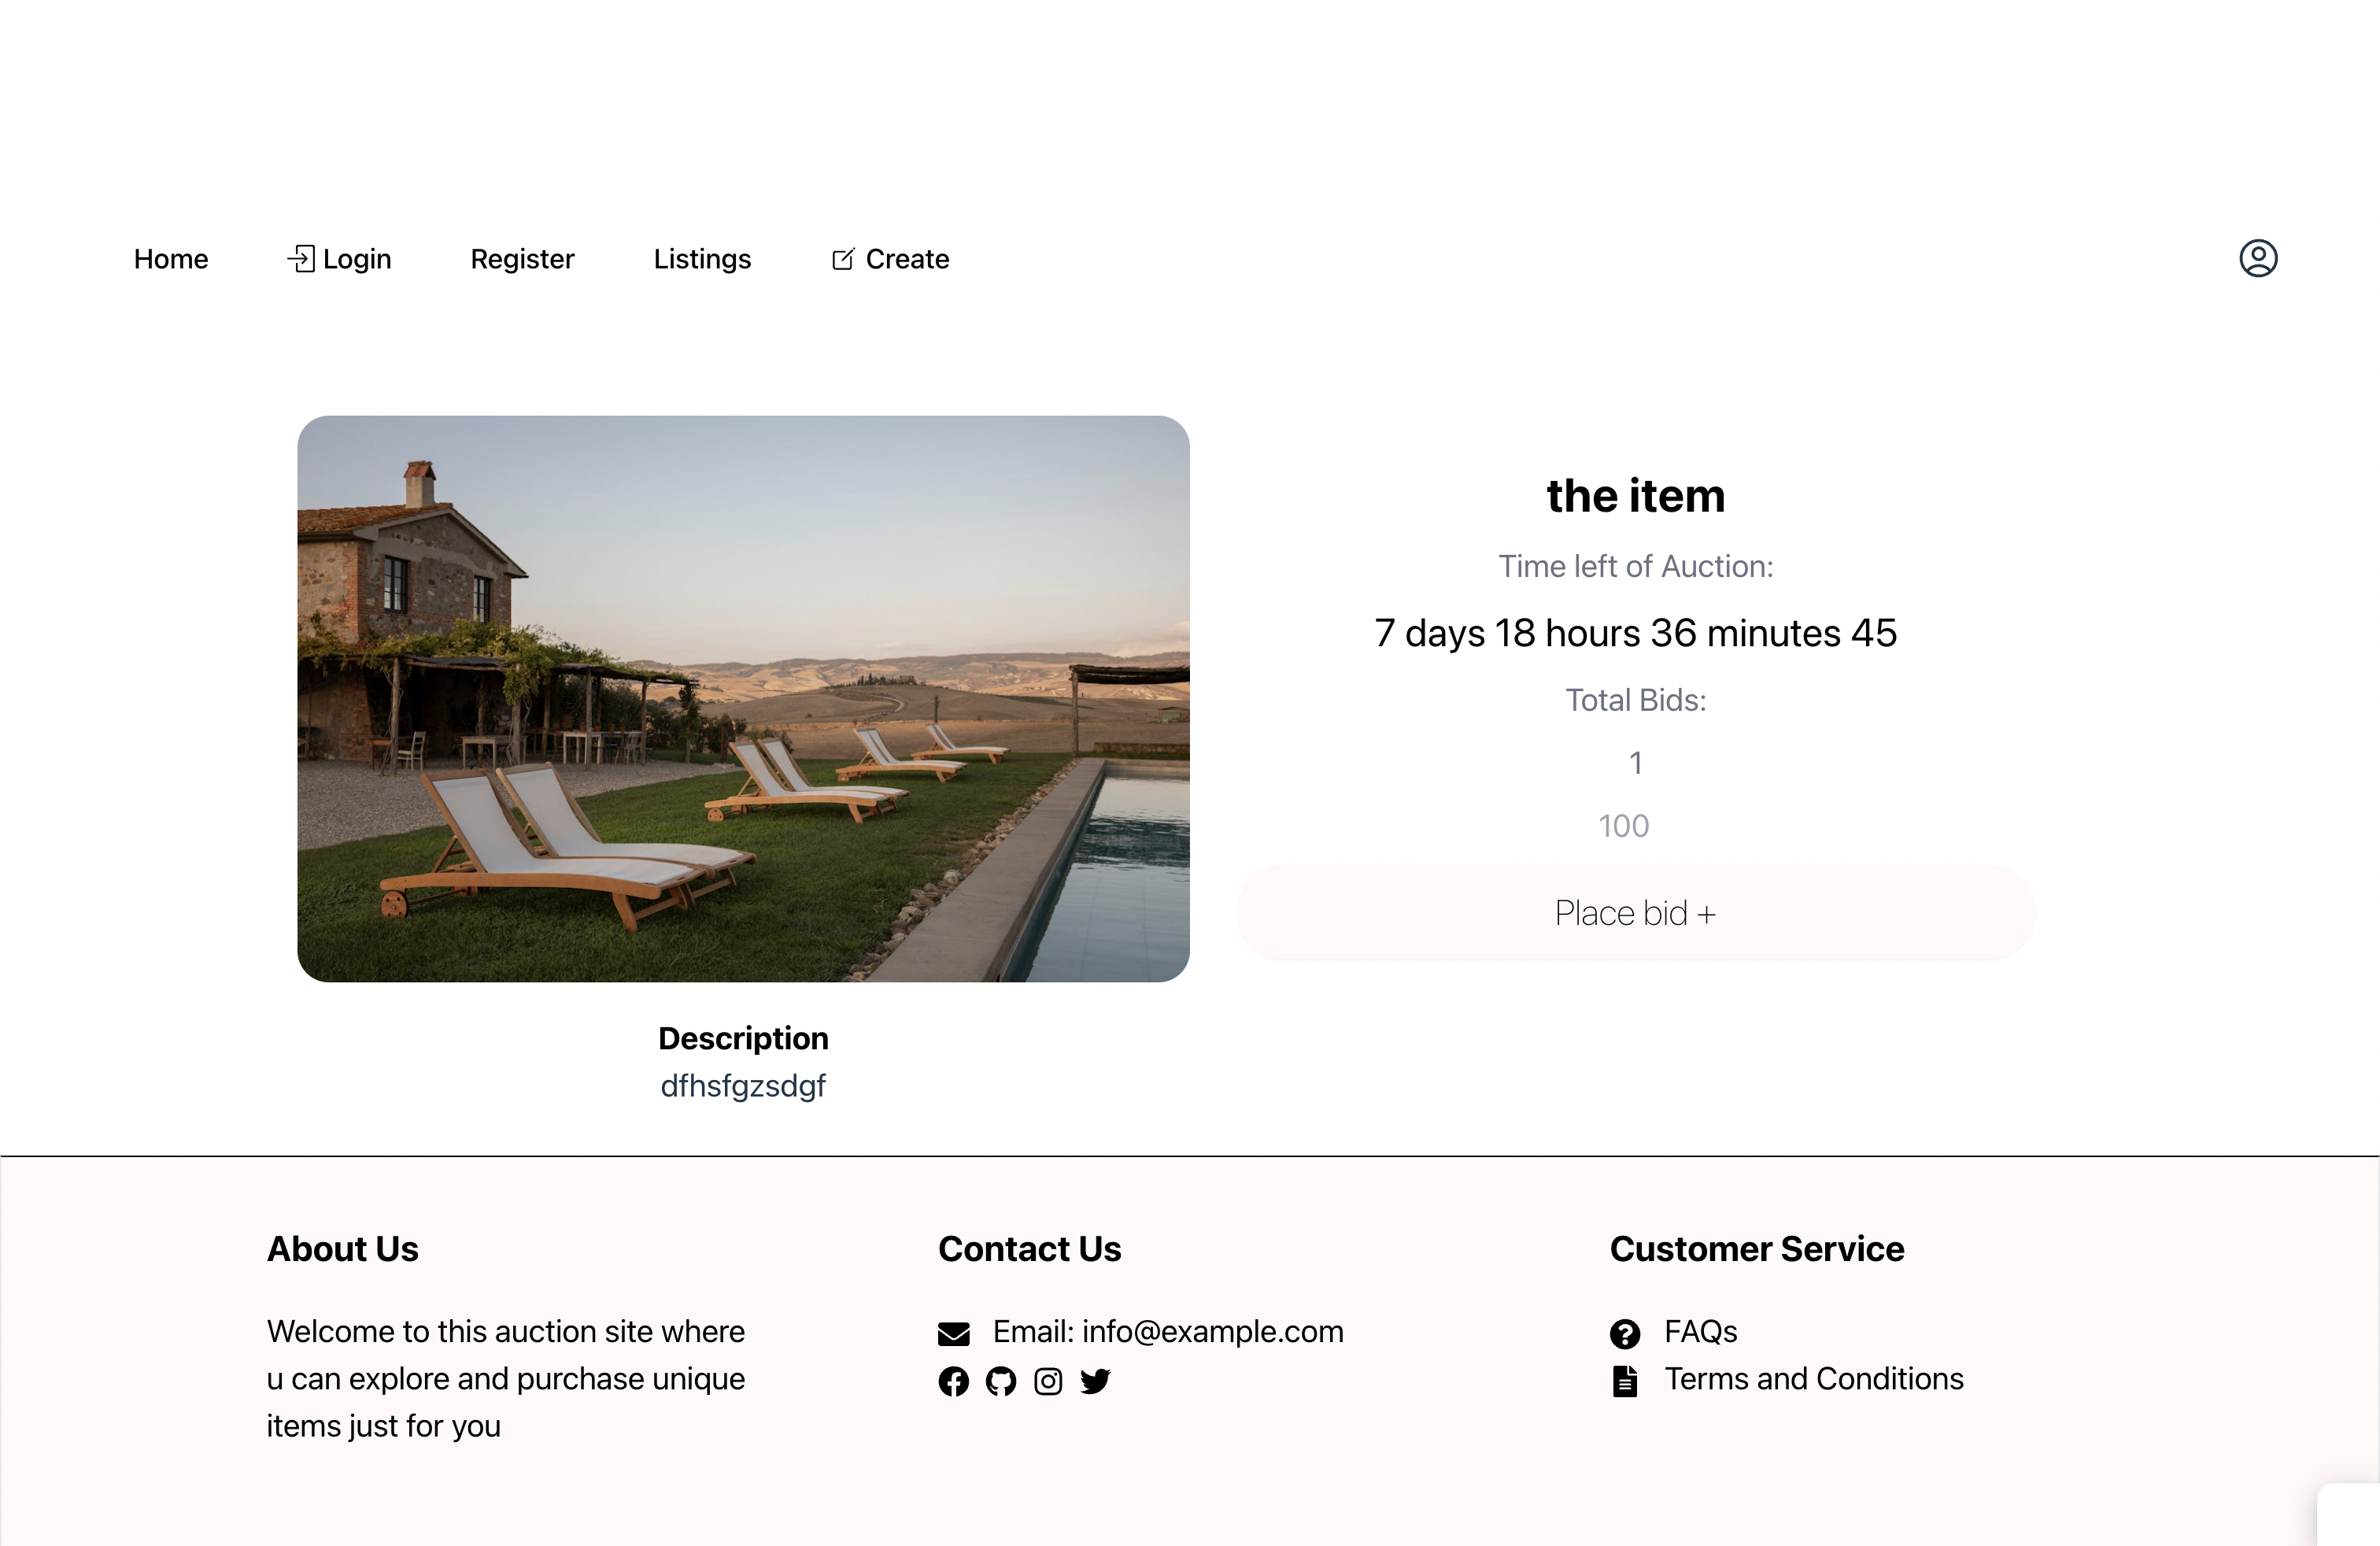 Home Login Register Listings Create
the item
Time left of Auction:
7 days 18 hours 36 minutes 45
Total Bids:
1
100
Place bid +
Description
dfhsfgzsdgf
About Us
Welcome to this auction site where
u can explore and purchase unique
items just for you
Contact Us
Email: info@example.com
Customer Service
FAQs
Terms and Conditions